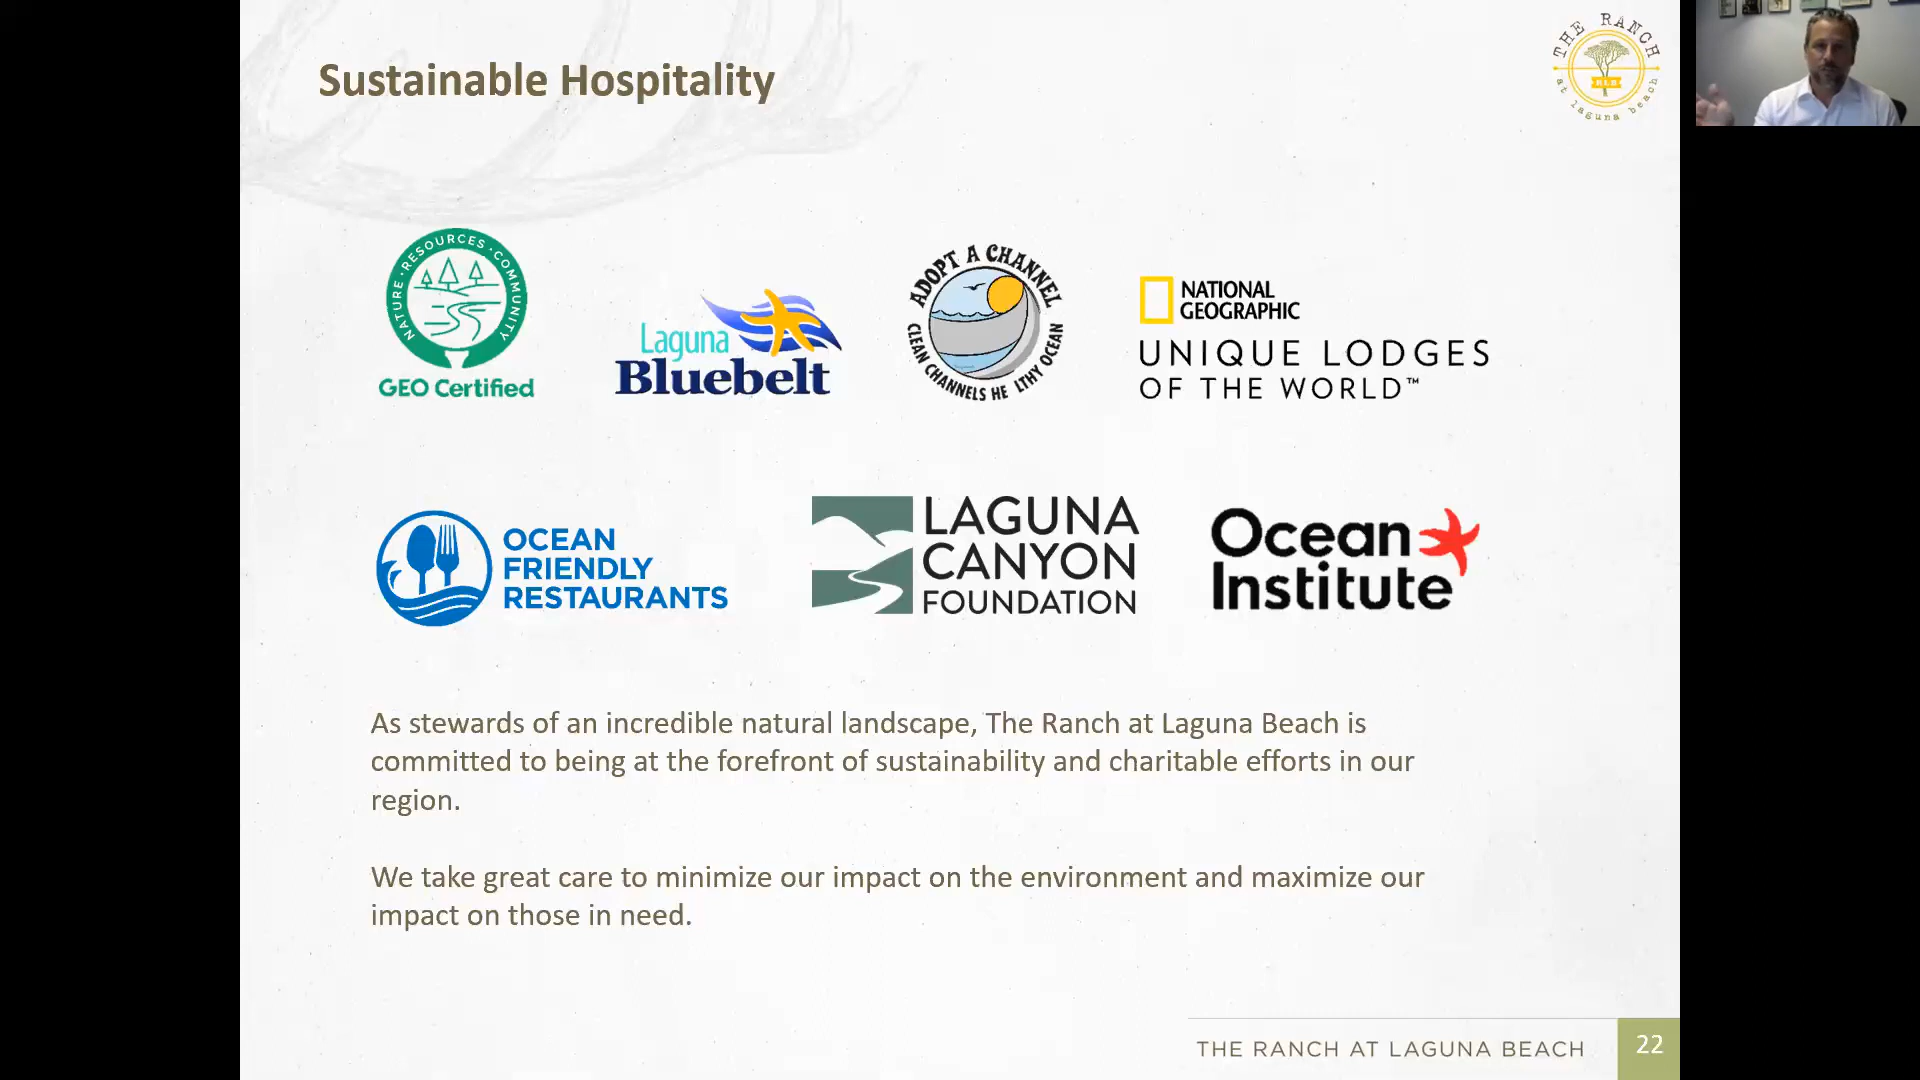 Sustainable Hospitality
THE RANCH
RLB
at laguna beach
NATURE · RESOURCES · COMMUNITY
GEO Certified
Laguna
Bluebelt
ADOPT A CHANNEL
CLEAN CHANNELS HE LTHY OCEAN
NATIONAL
GEOGRAPHIC
UNIQUE LODGES
OF THE WORLD™
OCEAN
FRIENDLY
RESTAURANTS
LAGUNA
CANYON
FOUNDATION
Ocean
Institute
As stewards of an incredible natural landscape, The Ranch at Laguna Beach is
committed to being at the forefront of sustainability and charitable efforts in our
region.
We take great care to minimize our impact on the environment and maximize our
impact on those in need.
THE RANCH AT LAGUNA BEACH
22